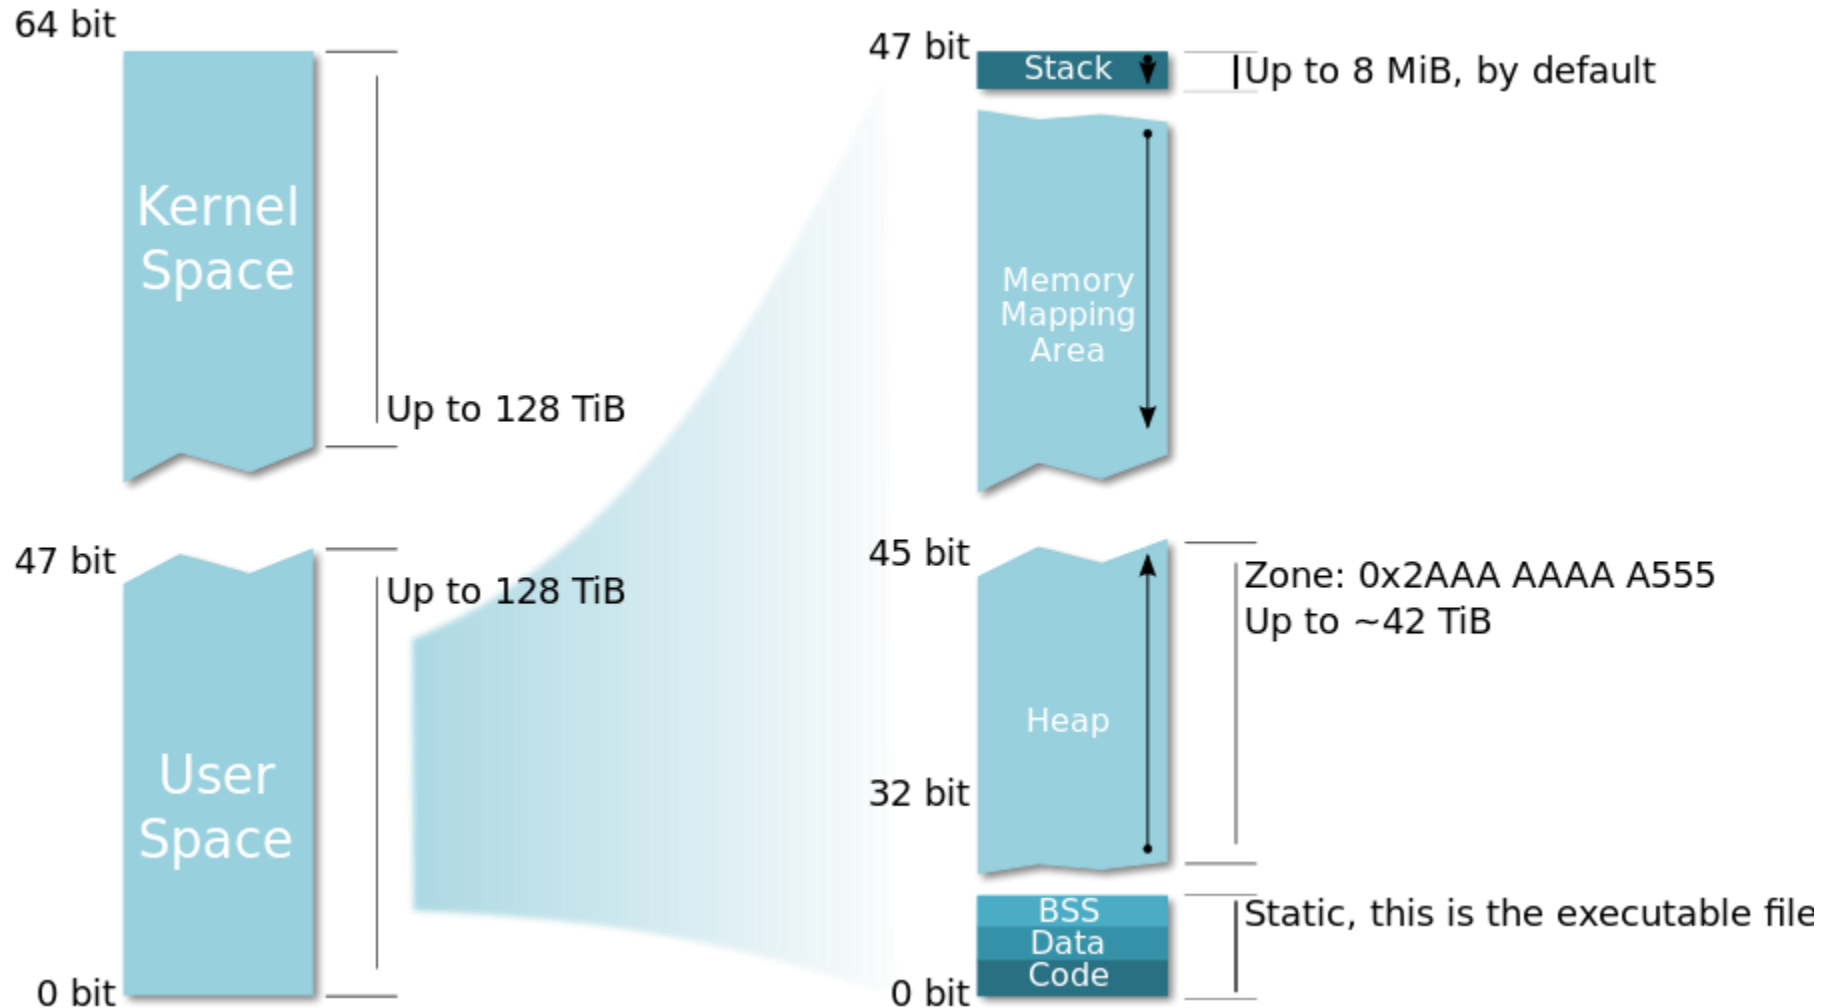 64 bit
Kernel
Space
Up to 128 TiB
47 bit
Up to 128 TiB
User
Space
0 bit
47 bit
Stack
Up to 8 MiB, by default
Memory
Mapping
Area
45 bit
Zone: 0x2AAA AAAA A555
Up to ~42 TiB
Heap
32 bit
BSS
Static, this is the executable file
Data
Code
0 bit